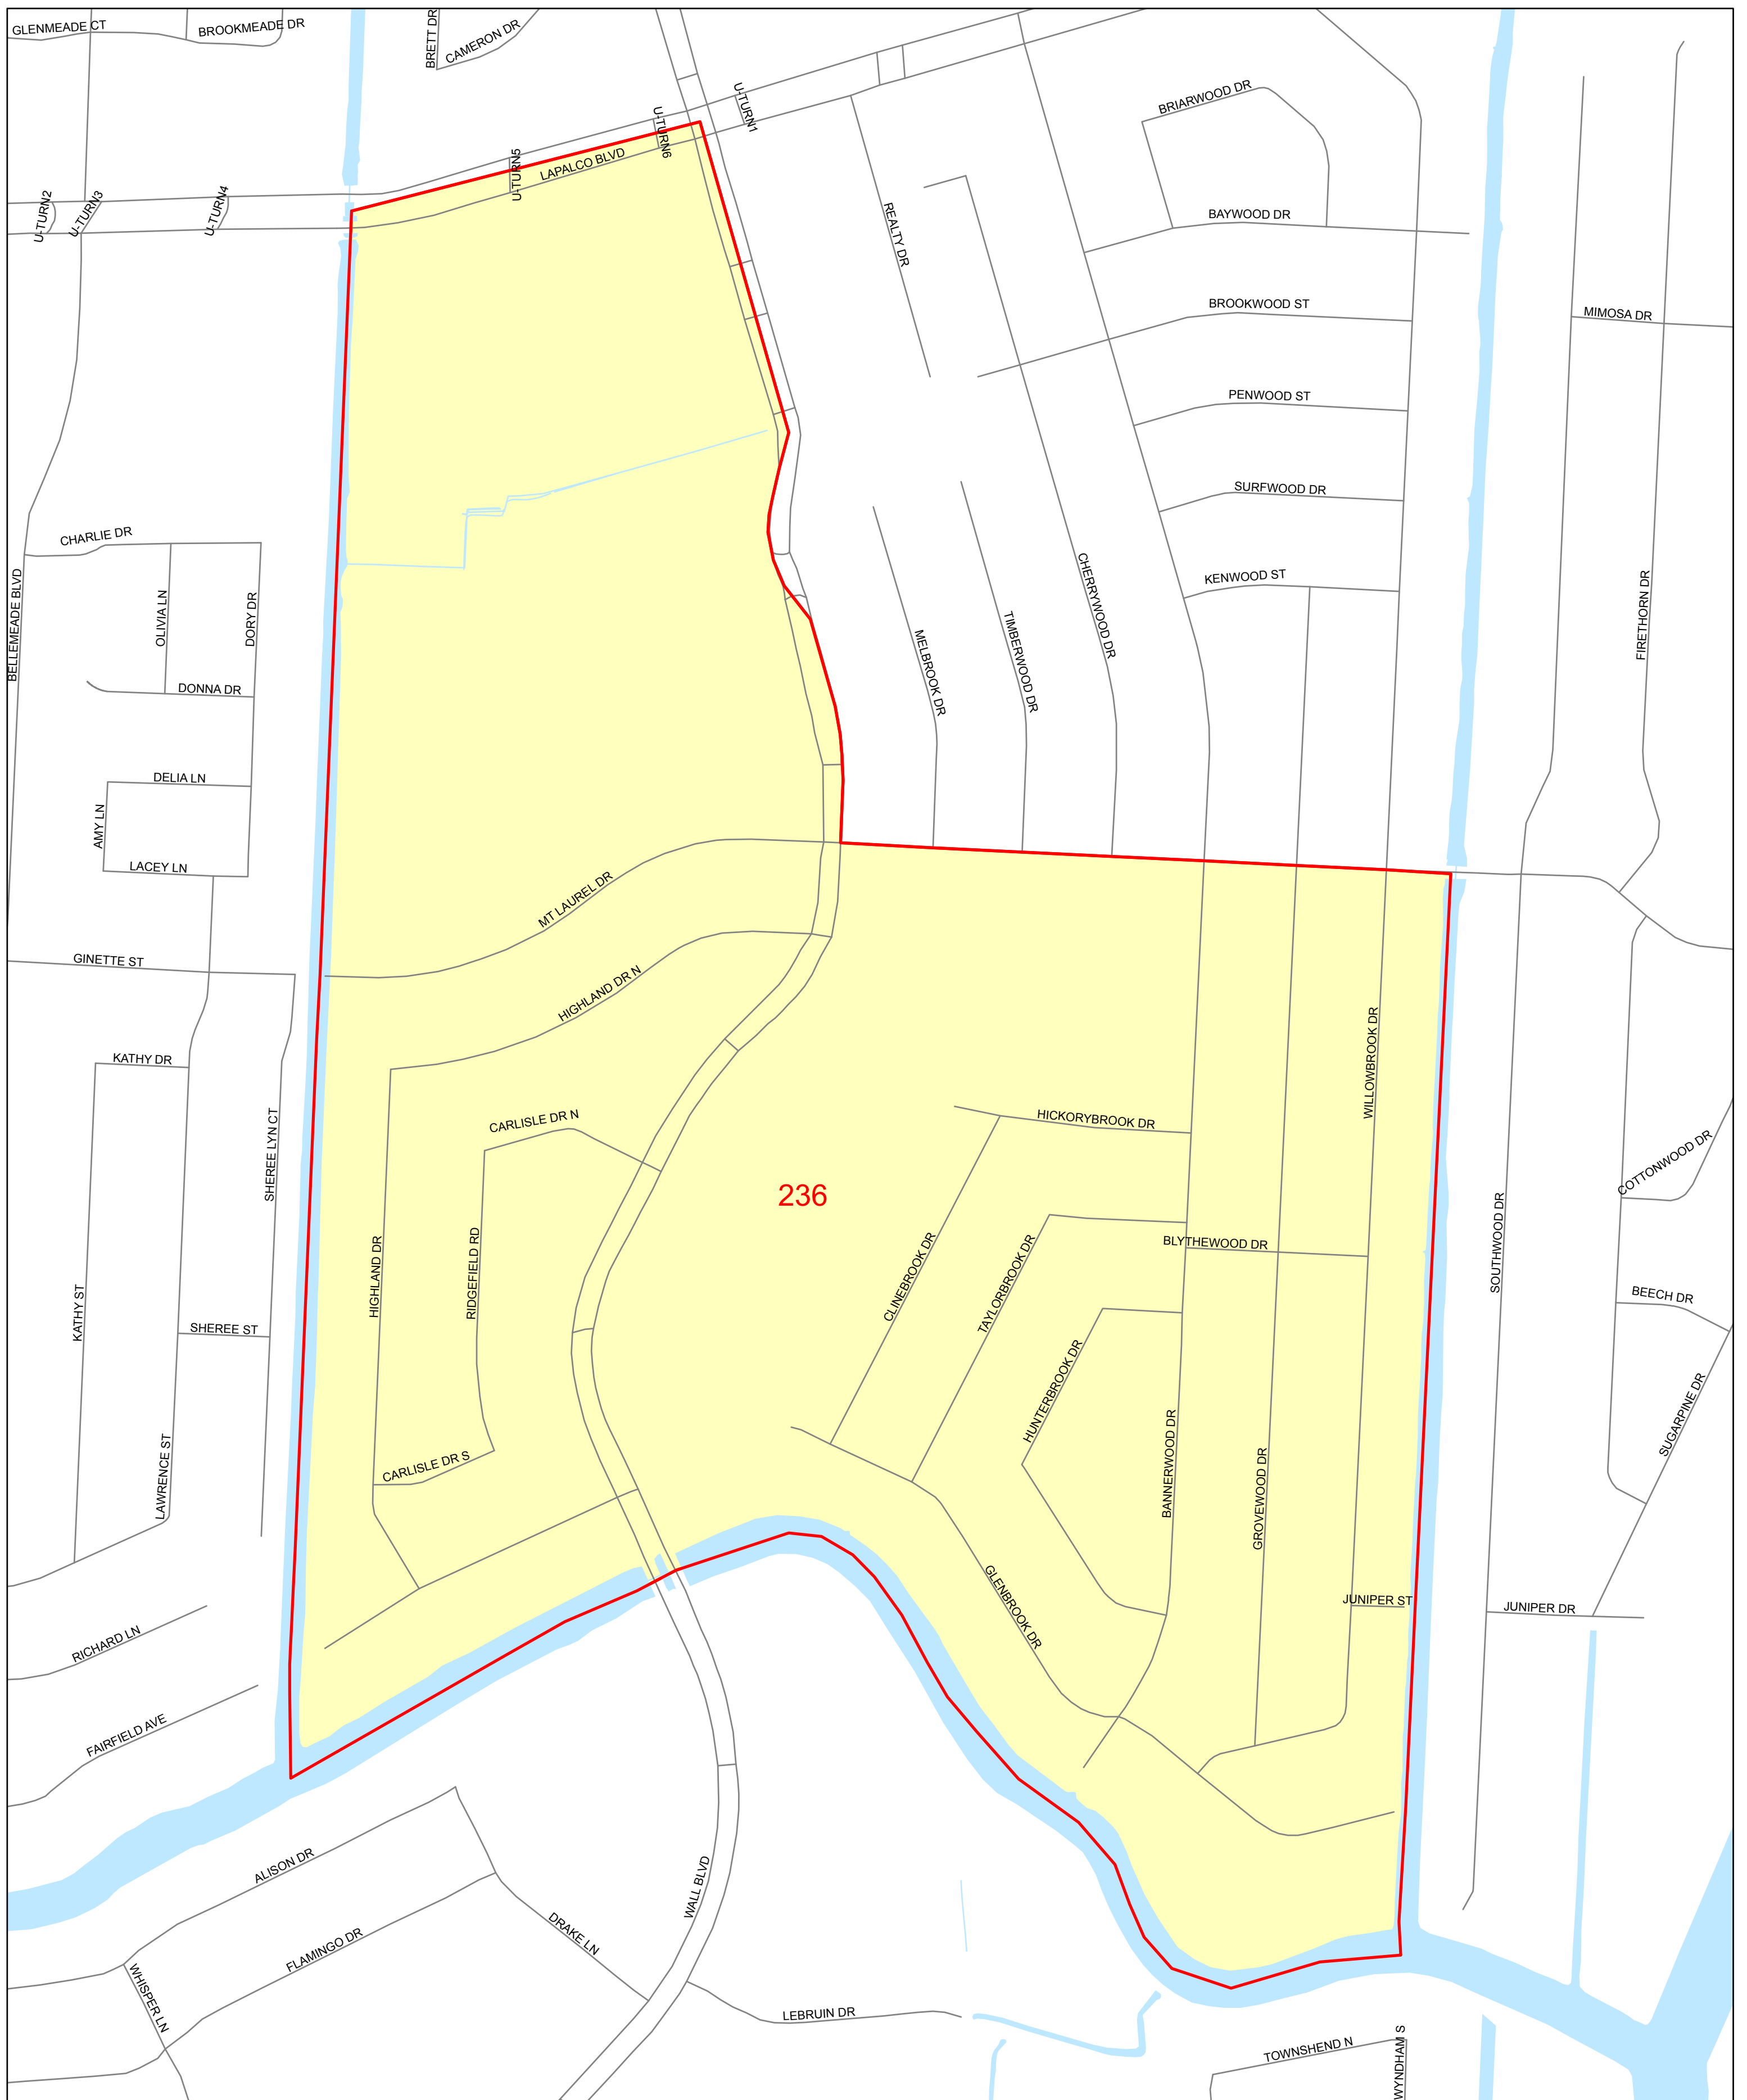 GLENMEADE CT
BROOKMEADE DR
BRETT DR
CAMERON DR
U-TURN1
U-TURN6
BRIARWOOD DR
LAPALCO BLVD
U-TURN5
U-TURN2
U-TURN3
U-TURN4
REALTY DR
BAYWOOD DR
BROOKWOOD ST
MIMOSA DR
PENWOOD ST
SURFWOOD DR
CHARLIE DR
KENWOOD ST
BELLEMEADE BLVD
OLIVIA LN
DORY DR
MELBROOK DR
TIMBERWOOD DR
CHERRYWOOD DR
FIRETHORN DR
DONNA DR
DELIA LN
AMY LN
LACEY LN
MT LAUREL DR
GINETTE ST
HIGHLAND DR N
KATHY DR
WILLOWBROOK DR
CARLISLE DR N
HICKORYBROOK DR
SHEREE LYN CT
COTTONWOOD DR
236
SOUTHWOOD DR
BLYTHEWOOD DR
HIGHLAND DR
RIDGEFIELD RD
CLINEBROOK DR
TAYLORBROOK DR
KATHY ST
SHEREE ST
BEECH DR
HUNTERBROOK DR
SUGARPINE DR
CARLISLE DR S
LAWRENCE ST
BANNERWOOD DR
GROVEWOOD DR
GLENBROOK DR
JUNIPER ST
JUNIPER DR
RICHARD LN
FAIRFIELD AVE
ALISON DR
WALL BLVD
DRAKE LN
FLAMINGO DR
WHISPER LN
LEBRUIN DR
TOWNSHEND N
WYNDHAM S